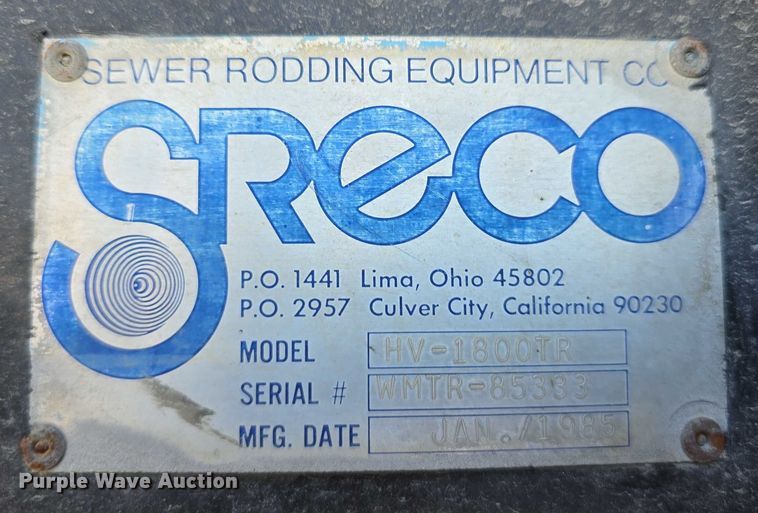 SEWER RODDING EQUIPMENT CO
SRECO
P.O. 1441 Lima, Ohio 45802
P.O. 2957 Culver City, California 90230
MODEL HV-1800TR
SERIAL # WMTR-85383
MFG. DATE JAN./1985
Purple Wave Auction